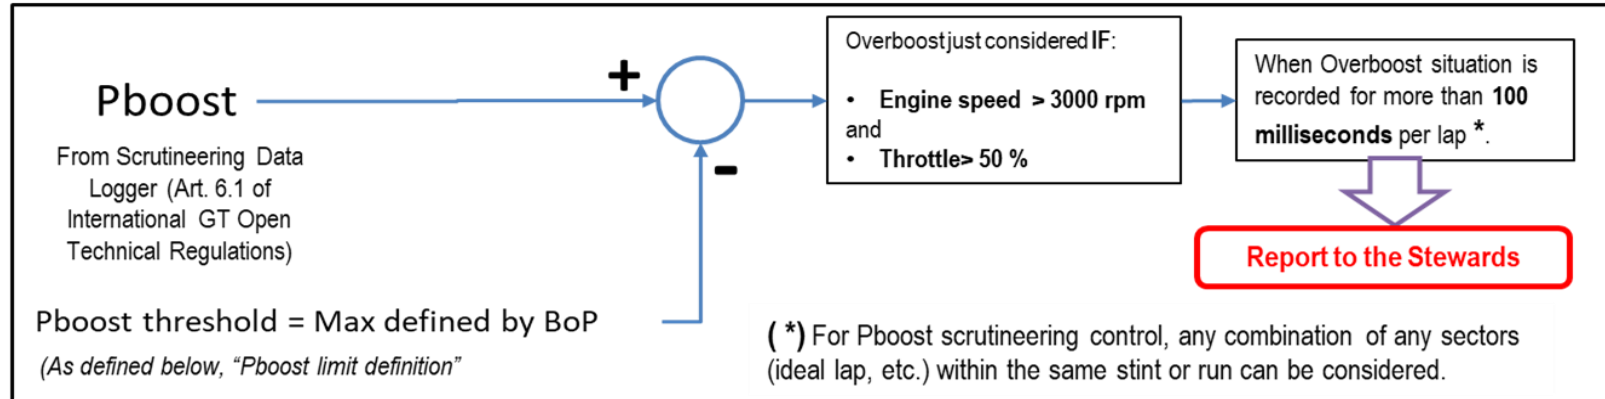 Pboost
From Scrutineering Data
Logger (Art. 6.1 of
International GT Open
Technical Regulations)
Pboost threshold = Max defined by BoP
(As defined below, “Pboost limit definition”
+
-
Overboost just considered IF:
• Engine speed > 3000 rpm
and
• Throttle> 50 %
When Overboost situation is
recorded for more than 100
milliseconds per lap *.
Report to the Stewards
( *) For Pboost scrutineering control, any combination of any sectors
(ideal lap, etc.) within the same stint or run can be considered.